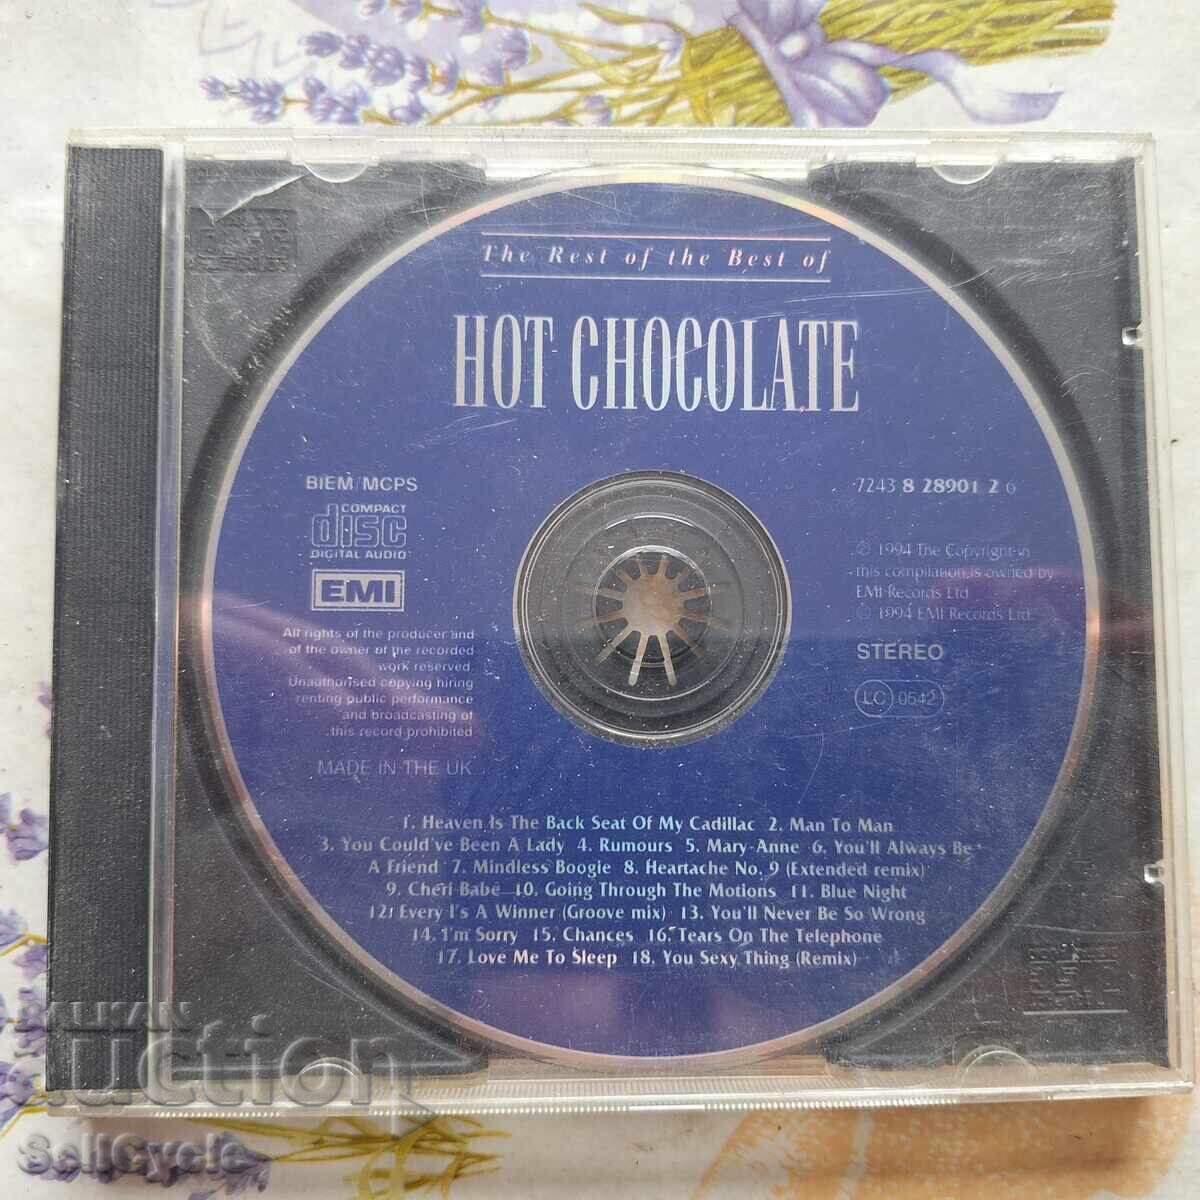 The Rest of the Best of
HOT CHOCOLATE
BIEM/MCPS
COMPACT
disc
DIGITAL AUDIO
EMI
All rights of the producer and
of the owner of the recorded
work reserved.
Unauthorised copying hiring
renting public performance
and broadcasting of
this record prohibited
MADE IN THE UK
7243 8 28901 2 6
℗ 1994 The Copyright in
this compilation is owned by
EMI Records Ltd
© 1994 EMI Records Ltd.
STEREO
LC 0542
1. Heaven Is The Back Seat Of My Cadillac 2. Man To Man
3. You Could've Been A Lady 4. Rumours 5. Mary-Anne 6. You'll Always Be
A Friend 7. Mindless Boogie 8. Heartache No. 9 (Extended remix)
9. Cheri Babe 10. Going Through The Motions 11. Blue Night
12. Every 1's A Winner (Groove mix) 13. You'll Never Be So Wrong
14. I'm Sorry 15. Chances 16. Tears On The Telephone
17. Love Me To Sleep 18. You Sexy Thing (Remix)
BALKAN
auction
SellCycle